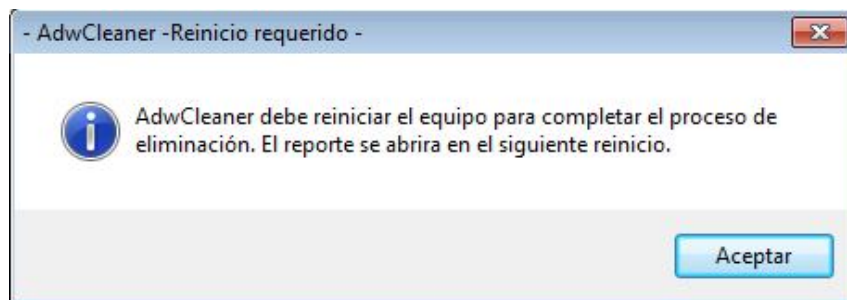 - AdwCleaner -Reinicio requerido -
AdwCleaner debe reiniciar el equipo para completar el proceso de
eliminación. El reporte se abrira en el siguiente reinicio.
Aceptar